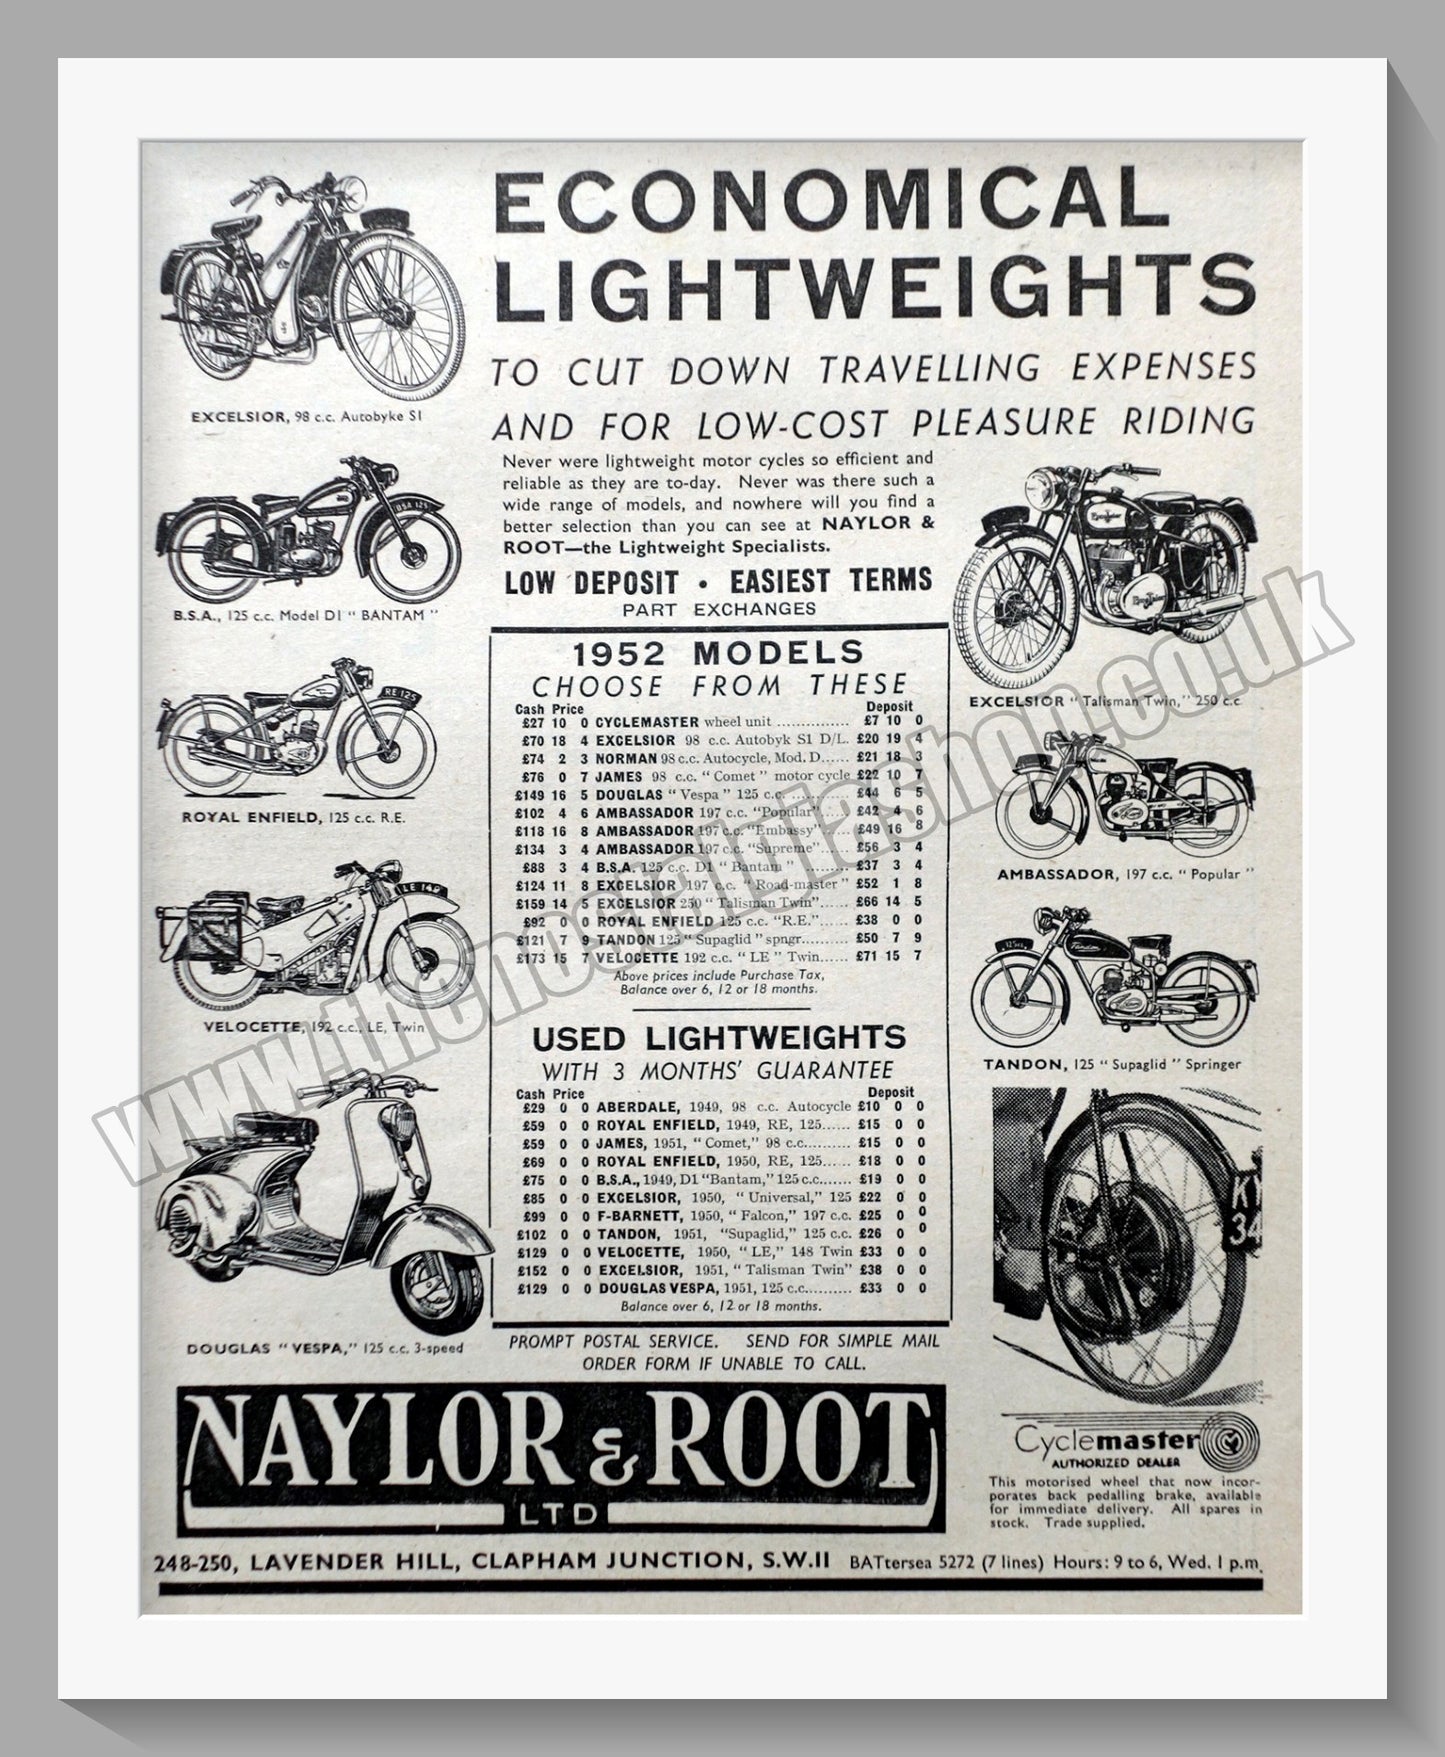 ECONOMICAL
LIGHTWEIGHTS
TO CUT DOWN TRAVELLING EXPENSES
AND FOR LOW-COST PLEASURE RIDING
EXCELSIOR, 98 c.c. Autobyke S1
B.S.A., 125 c.c. Model D1 “ BANTAM ”
BSA 125
ROYAL ENFIELD, 125 c.c. R.E.
RE 125
VELOCETTE, 192 c.c., LE, Twin
LE 149
DOUGLAS “ VESPA,” 125 c.c. 3-speed
Never were lightweight motor cycles so efficient and
reliable as they are to-day. Never was there such a
wide range of models, and nowhere will you find a
better selection than you can see at NAYLOR &
ROOT—the Lightweight Specialists.
LOW DEPOSIT • EASIEST TERMS
PART EXCHANGES
1952 MODELS
CHOOSE FROM THESE
Cash Price Deposit
£27 10 0 CYCLEMASTER wheel unit ............... £7 10 0
£70 18 4 EXCELSIOR 98 c.c. Autobyk S1 D/L. £20 19 4
£74 2 3 NORMAN 98 c.c. Autocycle, Mod. D...... £21 18 3
£76 0 7 JAMES 98 c.c. “ Comet ” motor cycle £22 10 7
£149 16 5 DOUGLAS “ Vespa ” 125 c.c. ............ £44 6 5
£102 4 6 AMBASSADOR 197 c.c. “Popular”...... £42 4 6
£118 16 8 AMBASSADOR 197 c.c. “Embassy”...... £49 16 8
£134 3 4 AMBASSADOR 197 c.c. “Supreme”...... £56 3 4
£88 3 4 B.S.A. 125 c.c. D1 “ Bantam ” .......... £37 3 4
£124 11 8 EXCELSIOR 197 c.c. “ Road-master ” £52 1 8
£159 14 5 EXCELSIOR 250 “ Talisman Twin”...... £66 14 5
£92 0 0 ROYAL ENFIELD 125 c.c. “R.E.”...... £38 0 0
£121 7 9 TANDON 125 “ Supaglid ” spngr.......... £50 7 9
£173 15 7 VELOCETTE 192 c.c. “ LE ” Twin...... £71 15 7
Above prices include Purchase Tax,
Balance over 6, 12 or 18 months.
USED LIGHTWEIGHTS
WITH 3 MONTHS’ GUARANTEE
Cash Price Deposit
£29 0 0 ABERDALE, 1949, 98 c.c. Autocycle £10 0 0
£59 0 0 ROYAL ENFIELD, 1949, RE, 125...... £15 0 0
£59 0 0 JAMES, 1951, “ Comet,” 98 c.c.......... £15 0 0
£69 0 0 ROYAL ENFIELD, 1950, RE, 125...... £18 0 0
£75 0 0 B.S.A., 1949, D1 “Bantam,” 125 c.c....... £19 0 0
£85 0 0 EXCELSIOR, 1950, “ Universal,” 125 £22 0 0
£99 0 0 F-BARNETT, 1950, “ Falcon,” 197 c.c. £25 0 0
£102 0 0 TANDON, 1951, “Supaglid,” 125 c.c. £26 0 0
£129 0 0 VELOCETTE, 1950, “ LE,” 148 Twin £33 0 0
£152 0 0 EXCELSIOR, 1951, “ Talisman Twin” £38 0 0
£129 0 0 DOUGLAS VESPA, 1951, 125 c.c.......... £33 0 0
Balance over 6, 12 or 18 months.
PROMPT POSTAL SERVICE. SEND FOR SIMPLE MAIL
ORDER FORM IF UNABLE TO CALL.
EXCELSIOR “ Talisman Twin,” 250 c.c.
AMBASSADOR, 197 c.c. “ Popular ”
Tandon
TANDON, 125 “ Supaglid ” Springer
34
Cyclemaster
AUTHORIZED DEALER
This motorised wheel that now incor-
porates back pedalling brake, available
for immediate delivery. All spares in
stock. Trade supplied.
NAYLOR & ROOT
LTD
248-250, LAVENDER HILL, CLAPHAM JUNCTION, S.W.11 BATtersea 5272 (7 lines) Hours: 9 to 6, Wed. 1 p.m.
www.thenostalgiashop.co.uk